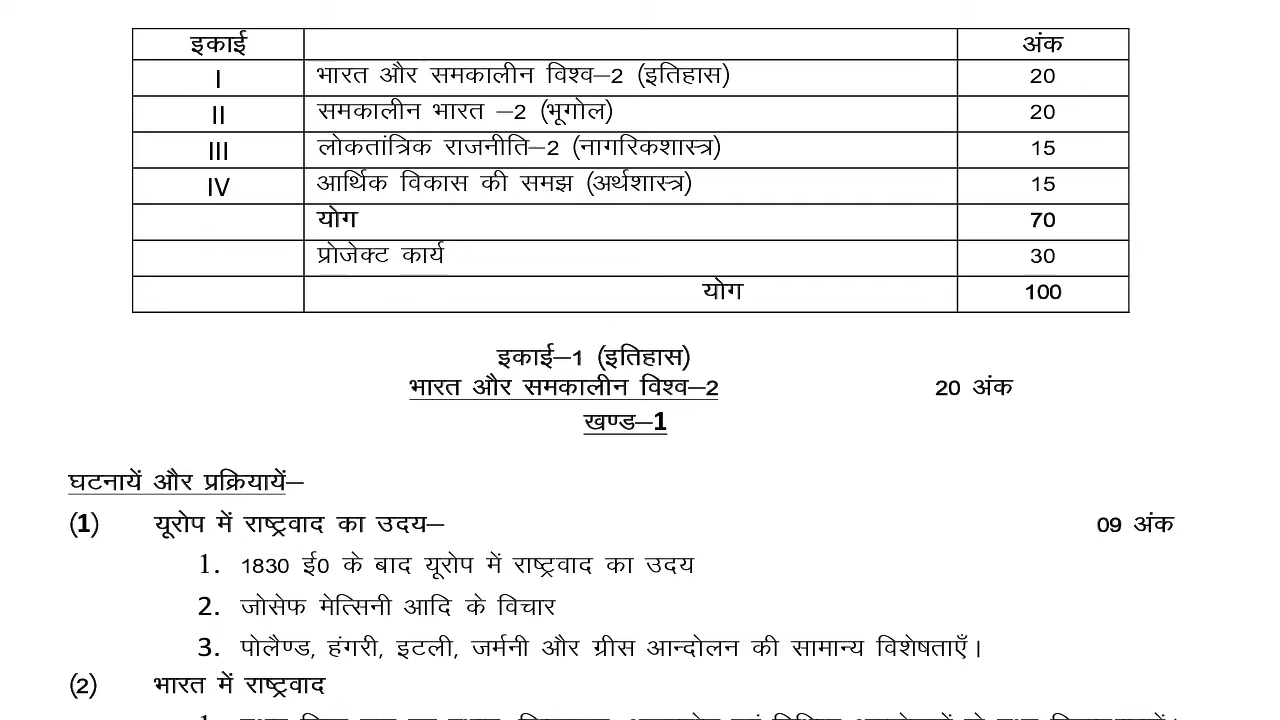 इकाई अंक
I भारत और समकालीन विश्व–2 (इतिहास) 20
II समकालीन भारत –2 (भूगोल) 20
III लोकतांत्रिक राजनीति–2 (नागरिकशास्त्र) 15
IV आर्थिक विकास की समझ (अर्थशास्त्र) 15
योग 70
प्रोजेक्ट कार्य 30
योग 100
इकाई–1 (इतिहास)
भारत और समकालीन विश्व–2 20 अंक
खण्ड–1
घटनायें और प्रक्रियायें–
(1) यूरोप में राष्ट्रवाद का उदय– 09 अंक
1. 1830 ई0 के बाद यूरोप में राष्ट्रवाद का उदय
2. जोसेफ मेत्सिनी आदि के विचार
3. पोलैण्ड, हंगरी, इटली, जर्मनी और ग्रीस आन्दोलन की सामान्य विशेषताएँ।
(2) भारत में राष्ट्रवाद